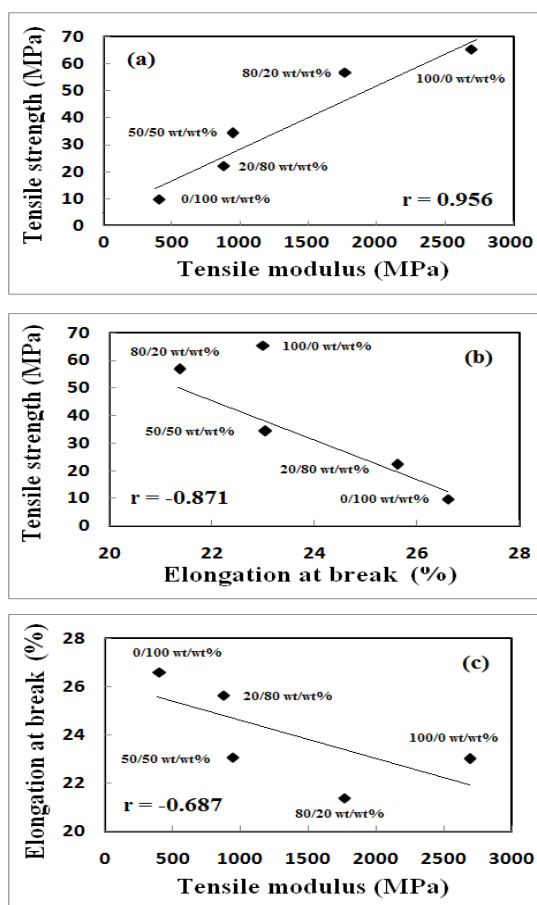 70
(a)
80/20 wt/wt%
60
100/0 wt/wt%
50
40
50/50 wt/wt%
30
20/80 wt/wt%
20
10
0/100 wt/wt%
r = 0.956
0
0 500 1000 1500 2000 2500 3000
Tensile strength (MPa)
Tensile modulus (MPa)
70
80/20 wt/wt%
100/0 wt/wt%
(b)
60
50
40
50/50 wt/wt%
30
20/80 wt/wt%
20
r = -0.871
0/100 wt/wt%
10
0
20 22 24 26 28
Tensile strength (MPa)
Elongation at break (%)
28
0/100 wt/wt%
(c)
26
20/80 wt/wt%
24
50/50 wt/wt%
100/0 wt/wt%
22
r = -0.687
80/20 wt/wt%
20
0 500 1000 1500 2000 2500 3000
Elongation at break (%)
Tensile modulus (MPa)